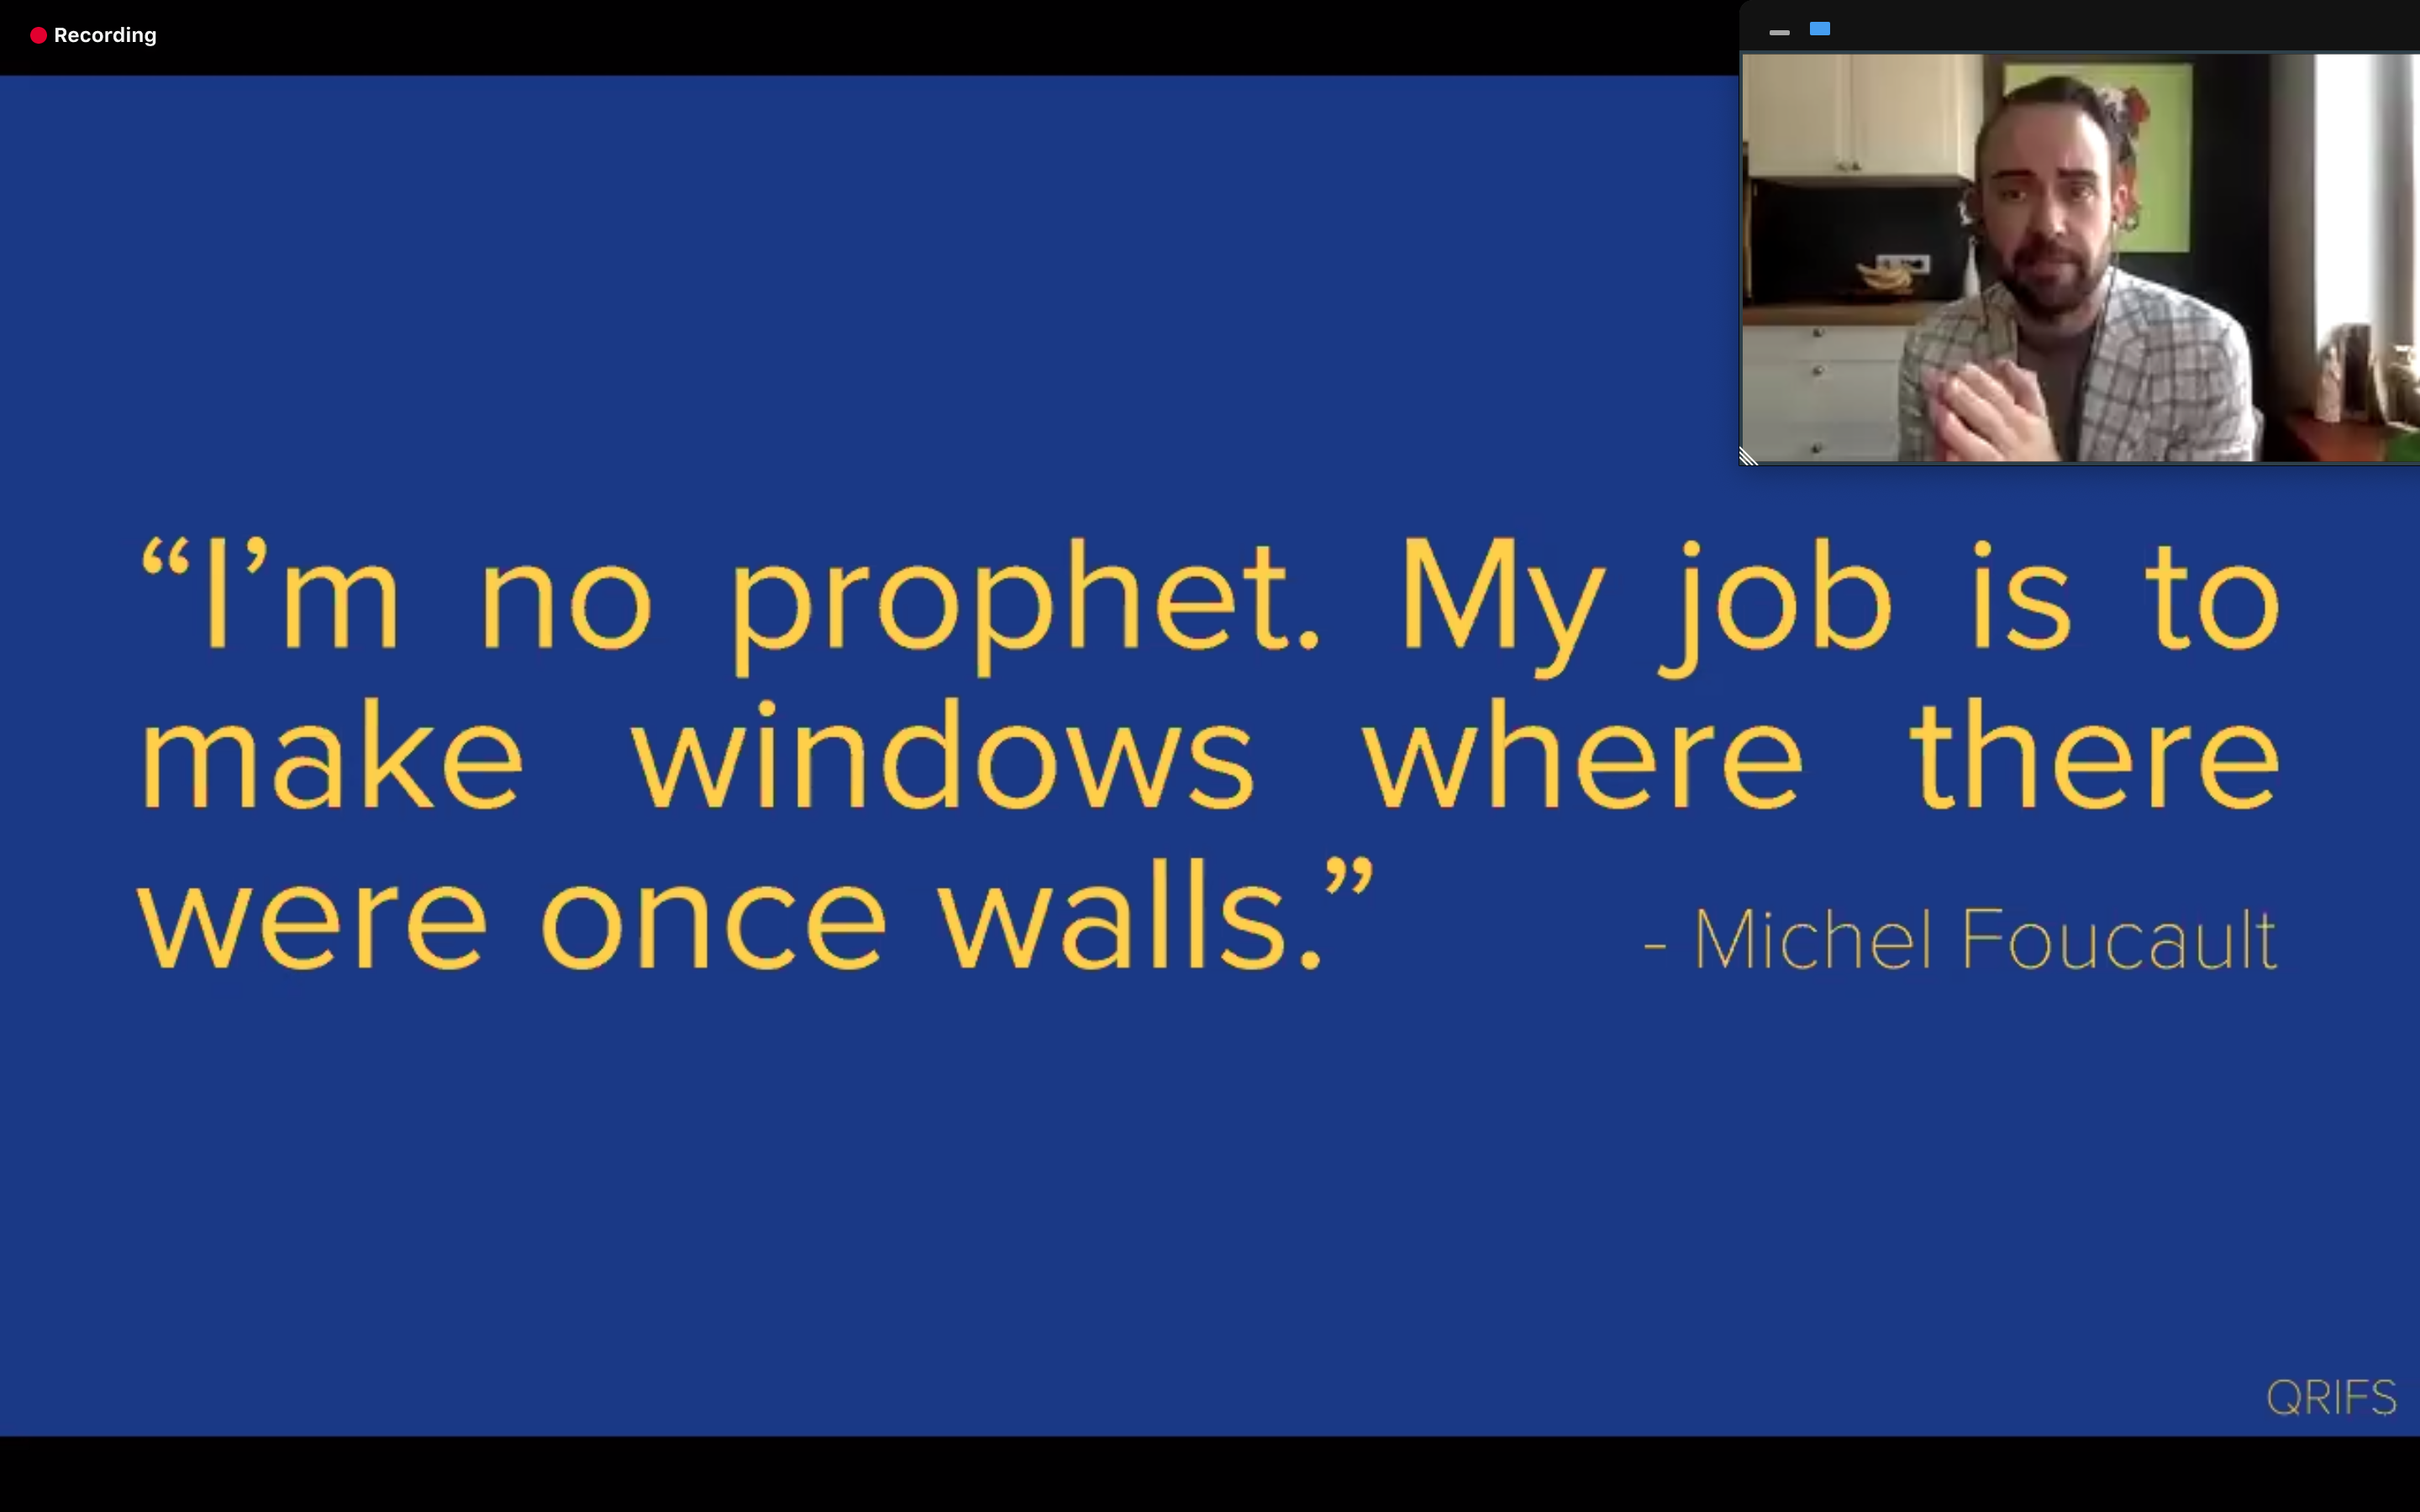 Recording
“I’m no prophet. My job is to
make windows where there
were once walls.”
- Michel Foucault
QRIFS